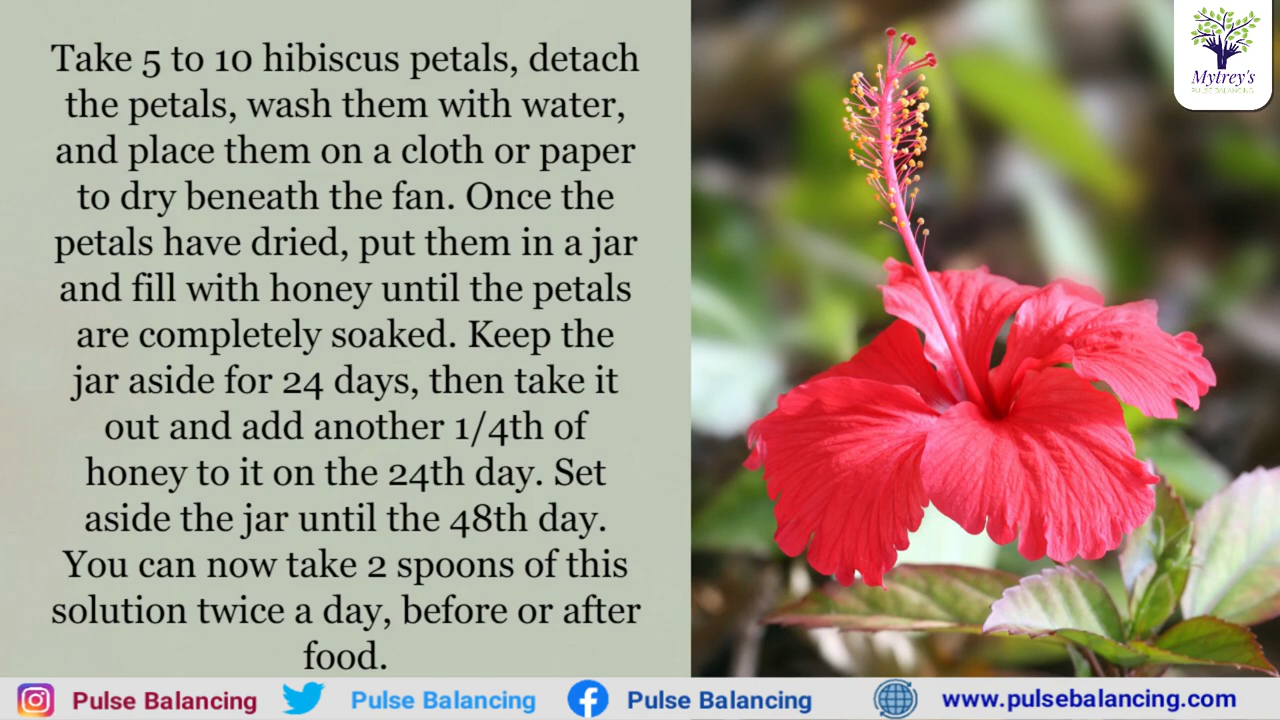 Take 5 to 10 hibiscus petals, detach
the petals, wash them with water,
and place them on a cloth or paper
to dry beneath the fan. Once the
petals have dried, put them in a jar
and fill with honey until the petals
are completely soaked. Keep the
jar aside for 24 days, then take it
out and add another 1/4th of
honey to it on the 24th day. Set
aside the jar until the 48th day.
You can now take 2 spoons of this
solution twice a day, before or after
food.
Mytrey's
PULSE BALANCING
Pulse Balancing
Pulse Balancing
Pulse Balancing
www.pulsebalancing.com